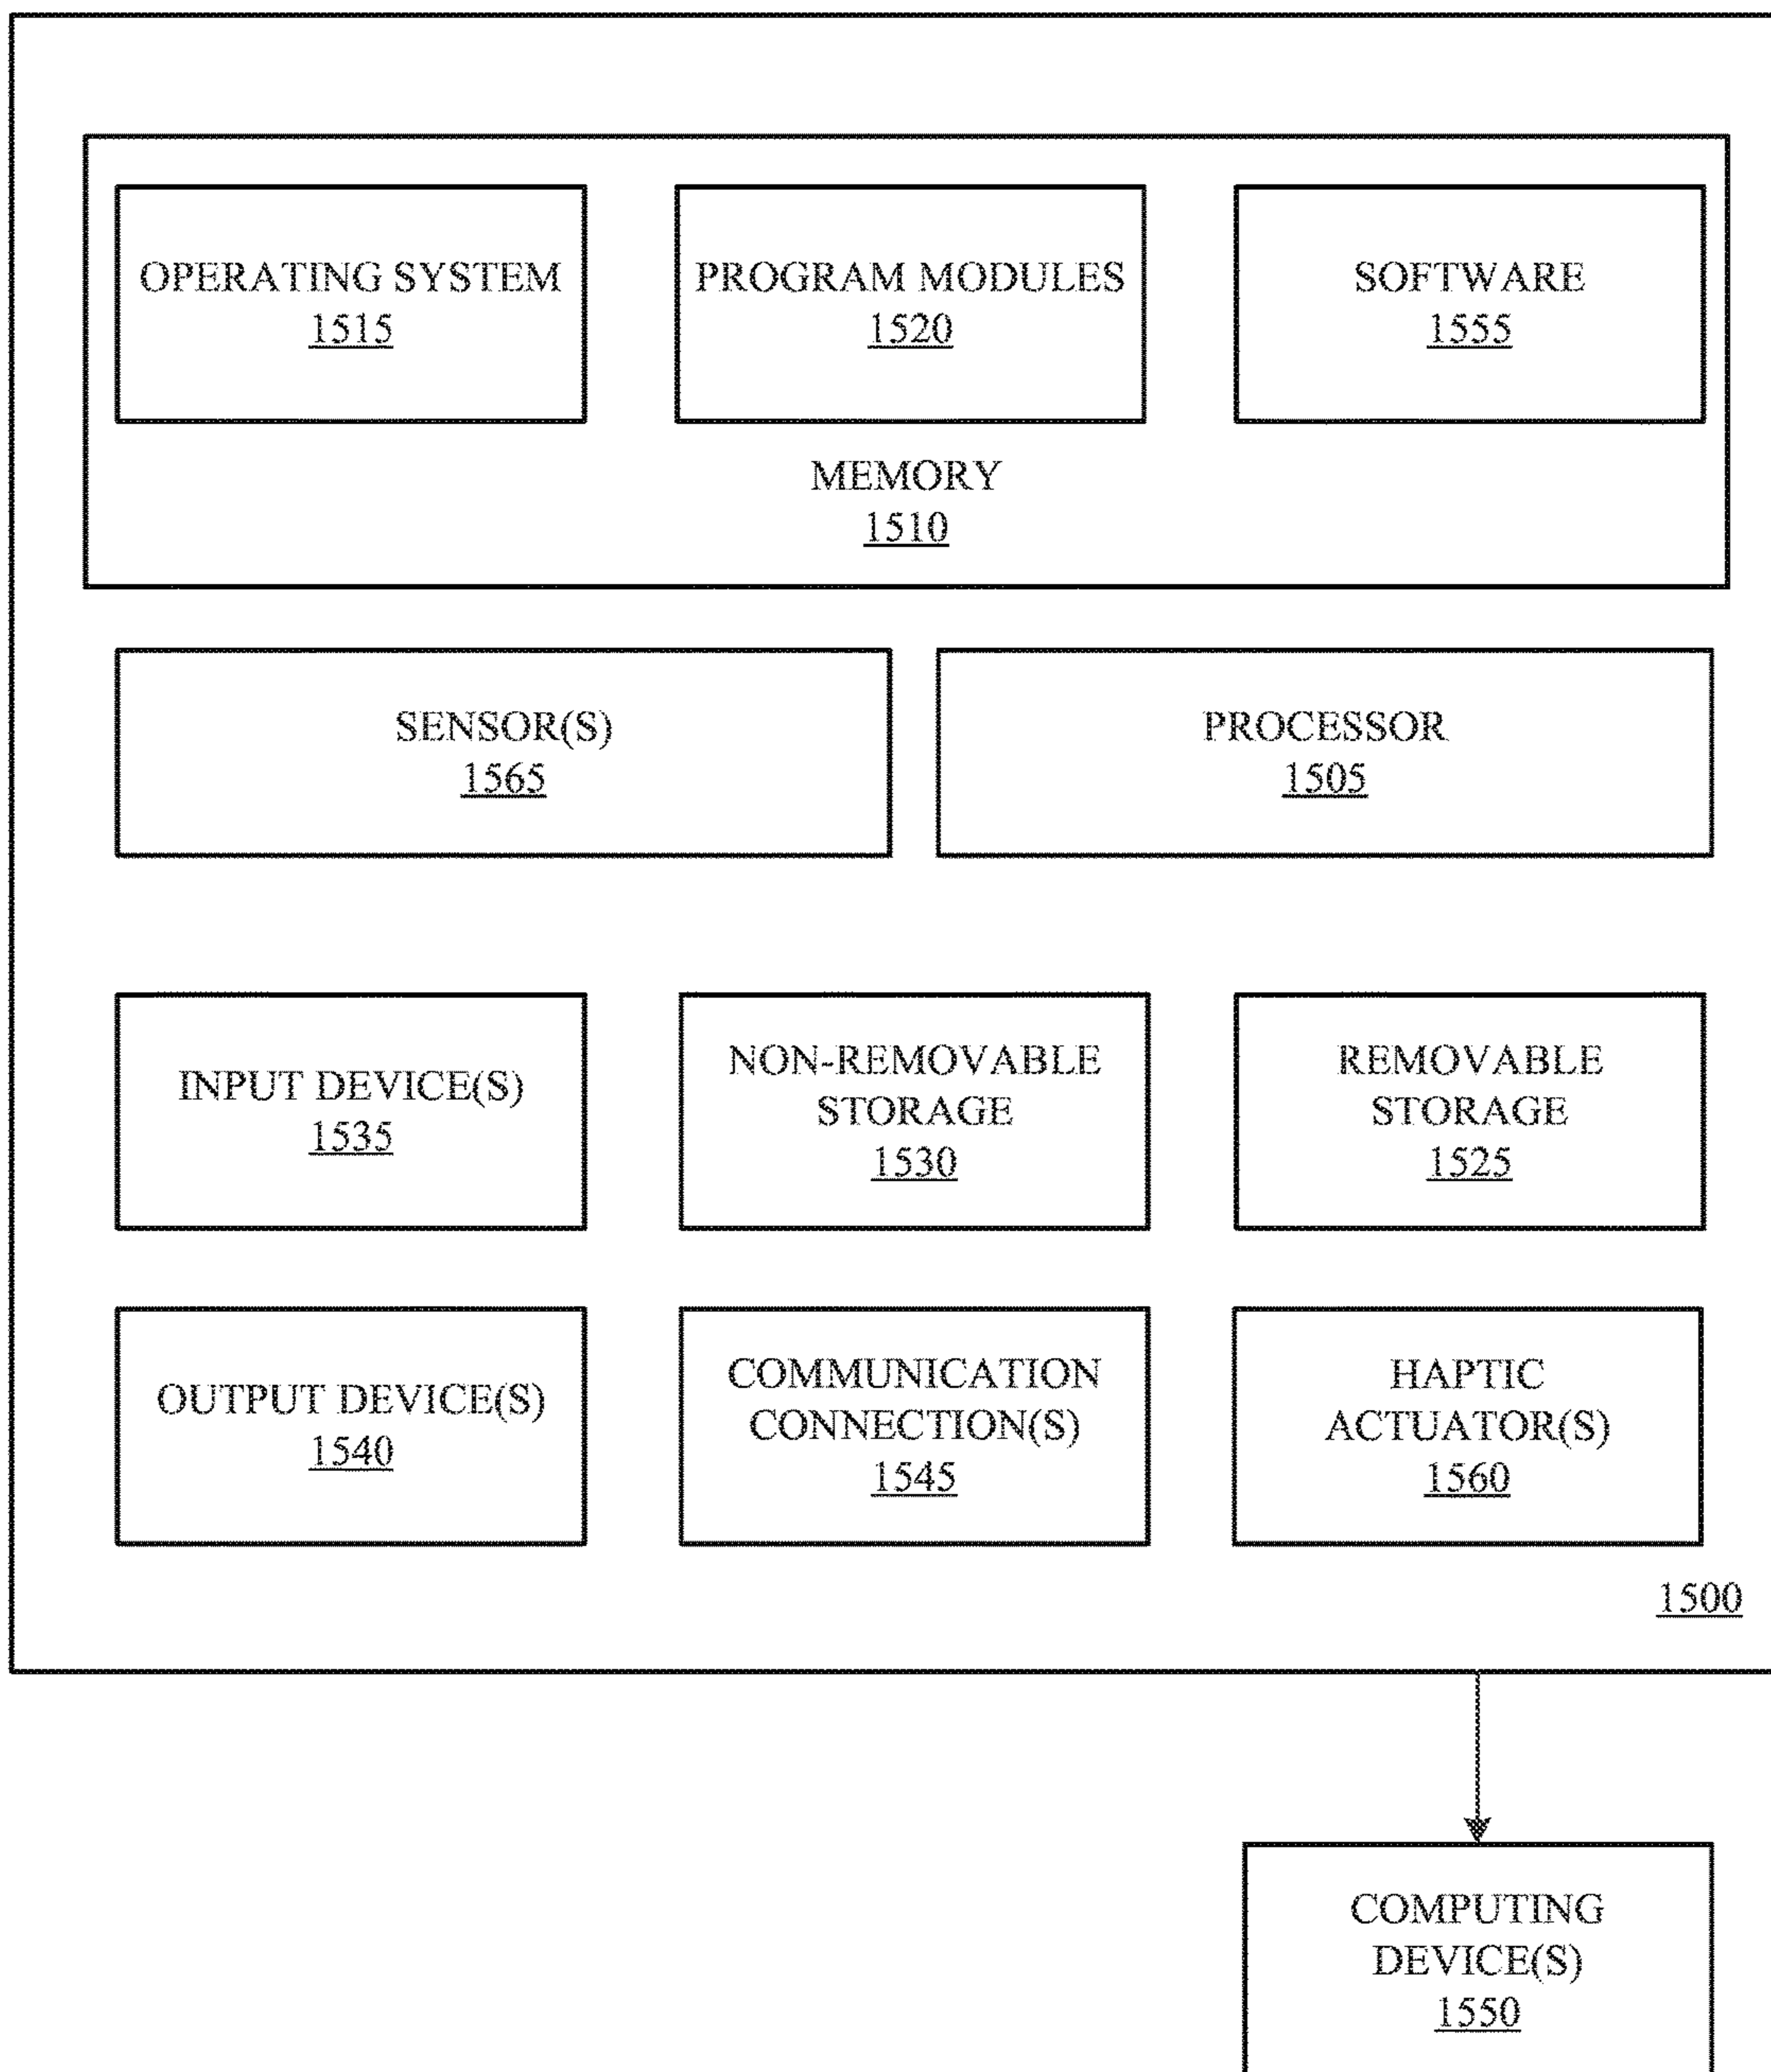 OPERATING SYSTEM
1515
PROGRAM MODULES
1520
SOFTWARE
1555
MEMORY
1510
SENSOR(S)
1565
PROCESSOR
1505
INPUT DEVICE(S)
1535
NON-REMOVABLE
STORAGE
1530
REMOVABLE
STORAGE
1525
OUTPUT DEVICE(S)
1540
COMMUNICATION
CONNECTION(S)
1545
HAPTIC
ACTUATOR(S)
1560
1500
COMPUTING
DEVICE(S)
1550